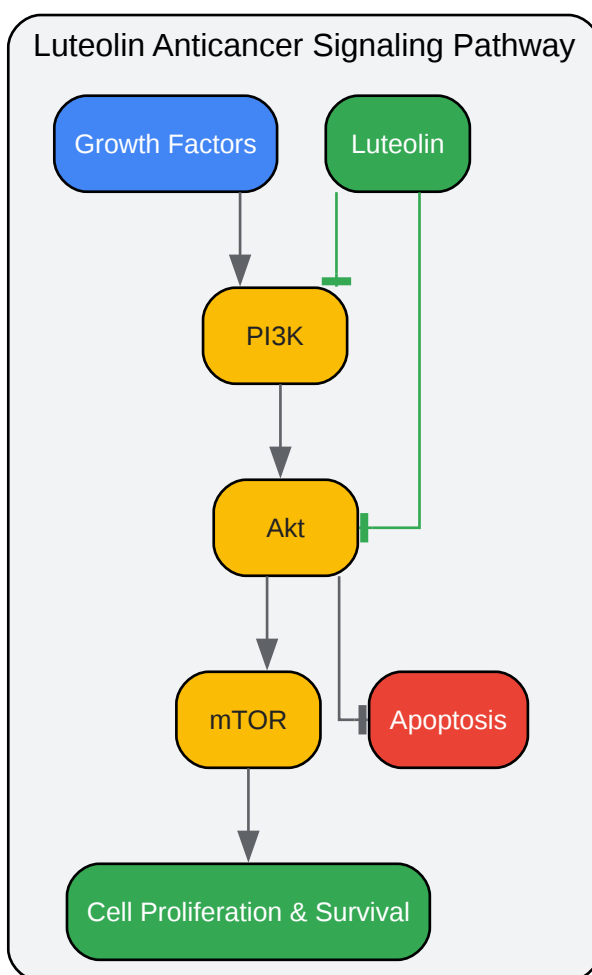 Luteolin Anticancer Signaling Pathway
Growth Factors
Luteolin
PI3K
Akt
mTOR
Apoptosis
Cell Proliferation & Survival